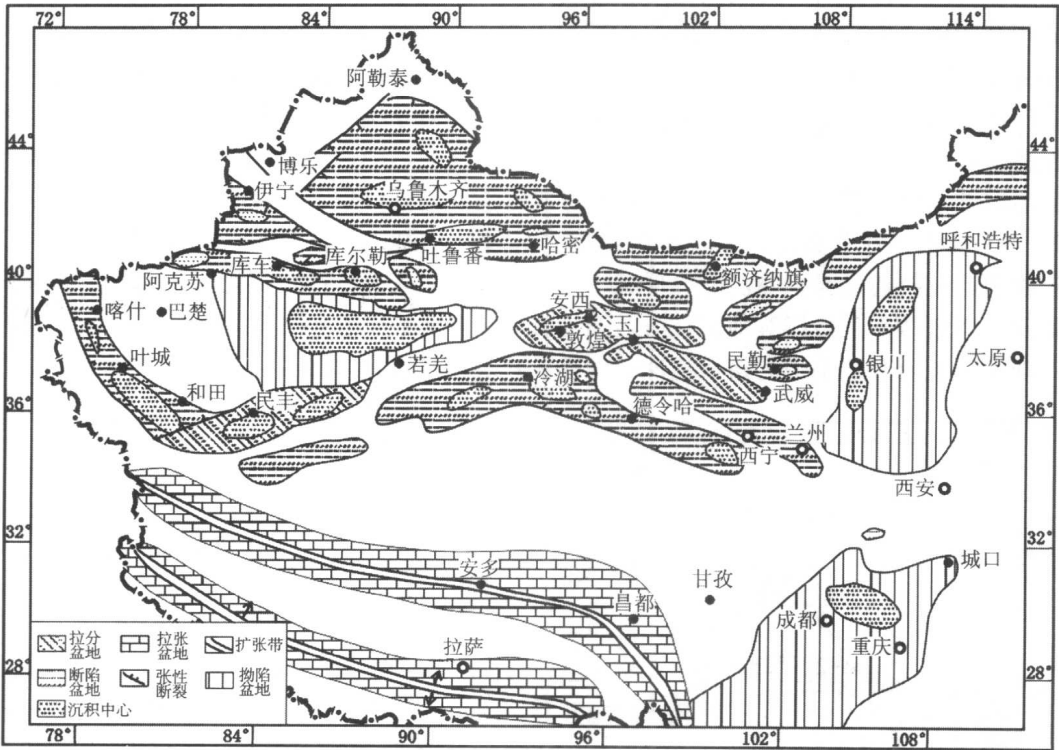 72° 78° 84° 90° 96° 102° 108° 114°
阿勒泰
44° 44°
博乐
伊宁
乌鲁木齐
呼和浩特
库尔勒
吐鲁番
哈密
库车
40° 40°
阿克苏
额济纳旗
安西
喀什
巴楚
玉门
敦煌
叶城
若羌
民勤
银川
太原
冷湖
和田
民丰
德令哈
武威
36° 36°
兰州
西宁
西安
32° 32°
安多
甘孜
城口
昌都
成都
拉萨
重庆
28° 28°
拉分盆地
拉张盆地
扩张带
断陷盆地
张性断裂
拗陷盆地
沉积中心
78° 84° 90° 96° 102° 108°